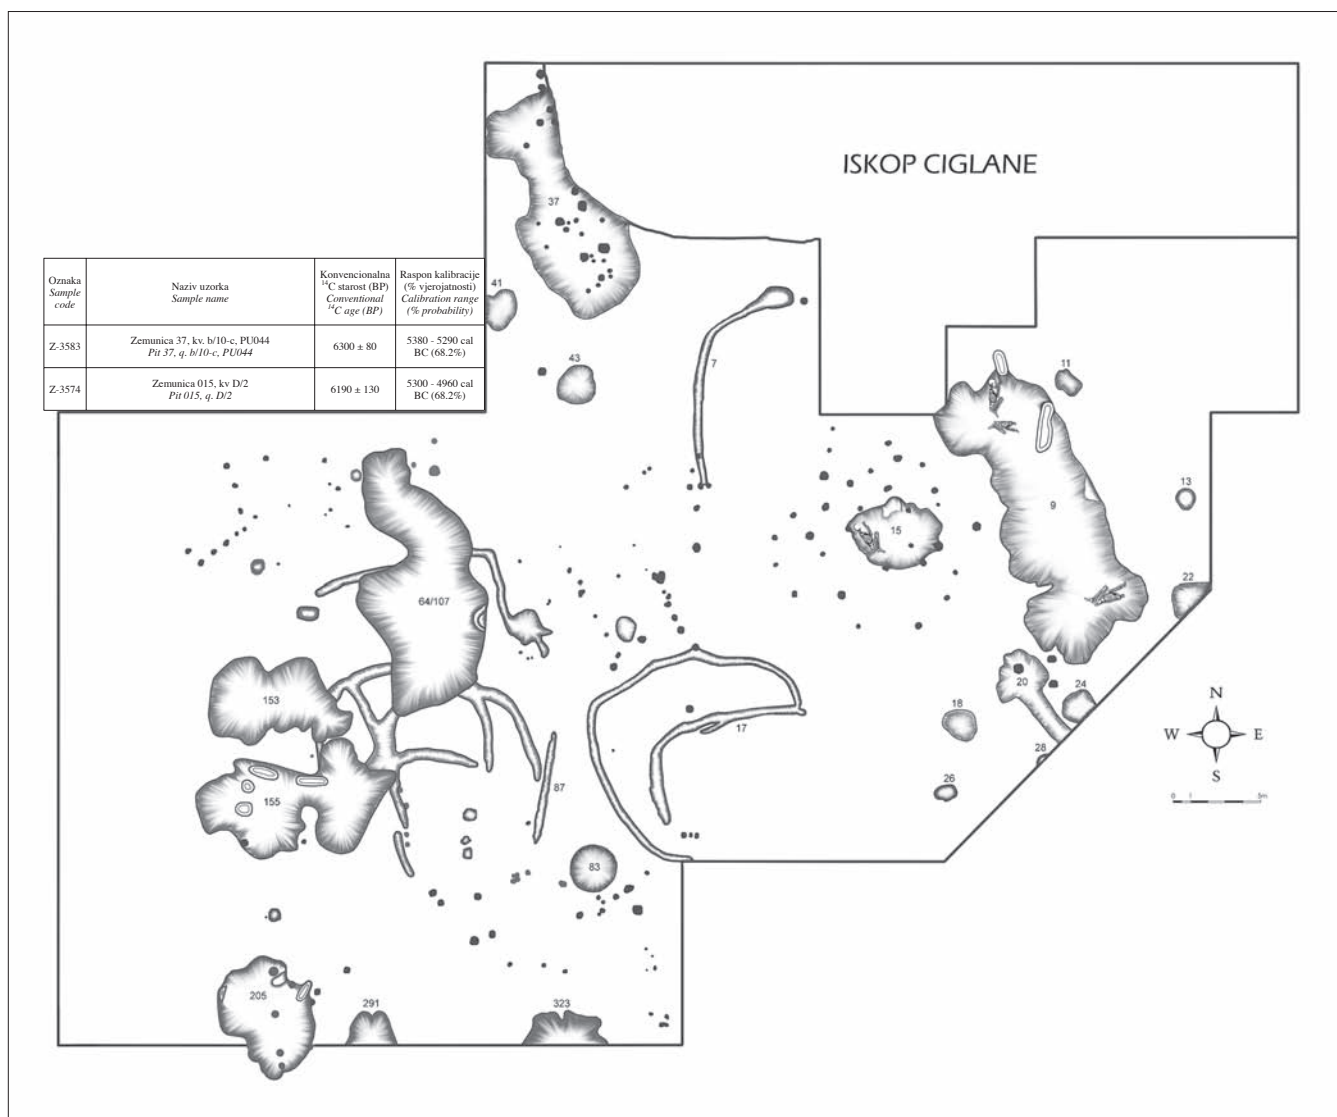 ISKOP CIGLANE
37
41
43
7
11
9
13
15
22
64/107
153
20
24
18
17
28
26
87
155
83
205
291
323
Oznaka
Sample
code
Naziv uzorka
Sample name
Konvencionalna
¹⁴C starost (BP)
Conventional
¹⁴C age (BP)
Raspon kalibracije
(% vjerojatnosti)
Calibration range
(% probability)
Z-3583
Zemunica 37, kv. b/10-c, PU044
Pit 37, q. b/10-c, PU044
6300 ± 80
5380 - 5290 cal
BC (68.2%)
Z-3574
Zemunica 015, kv D/2
Pit 015, q. D/2
6190 ± 130
5300 - 4960 cal
BC (68.2%)
N
W E
S
0 1 5m